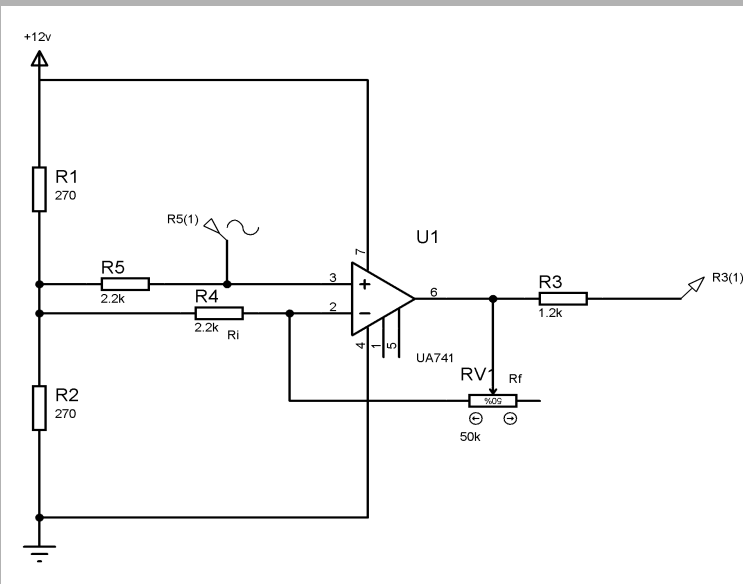 +12v
R1
270
R5(1)
U1
7
R5
2.2k
3
R4
2.2k
Ri
2
6
R3
1.2k
R3(1)
4
1
5
UA741
R2
270
RV1
Rf
50%
50k